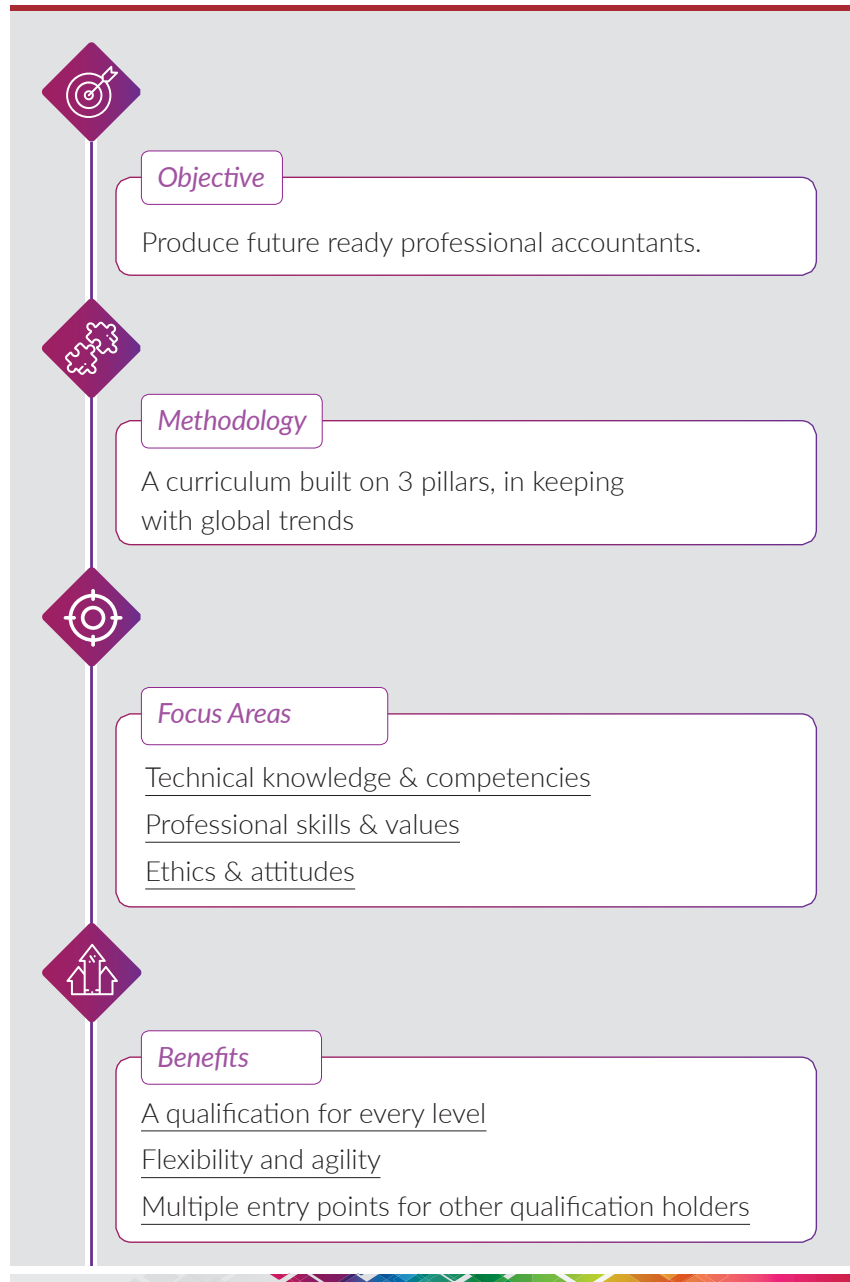 Objective
Produce future ready professional accountants.
Methodology
A curriculum built on 3 pillars, in keeping
with global trends
Focus Areas
Technical knowledge & competencies
Professional skills & values
Ethics & attitudes
Benefits
A qualification for every level
Flexibility and agility
Multiple entry points for other qualification holders